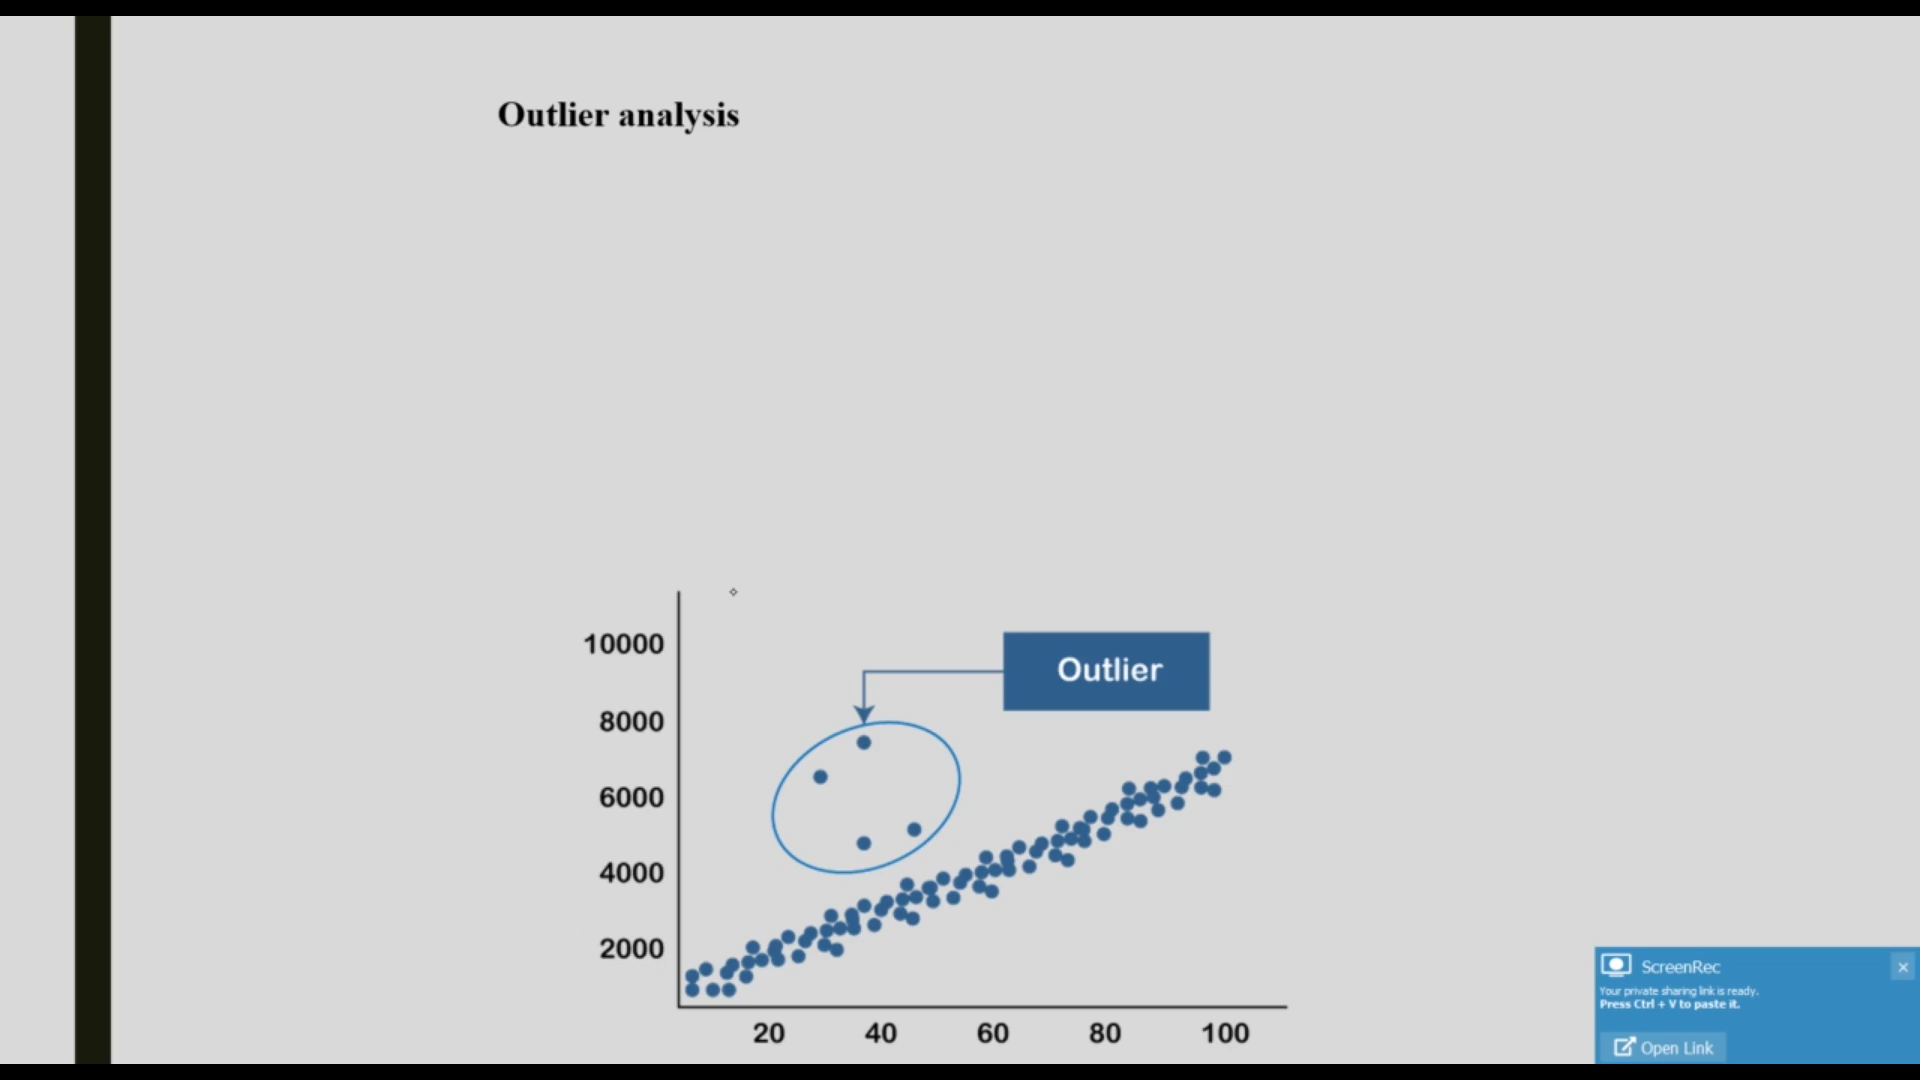 Outlier analysis
10000
Outlier
8000
6000
4000
2000
20 40 60 80 100
ScreenRec
Your private sharing link is ready.
Press Ctrl + V to paste it.
Open Link